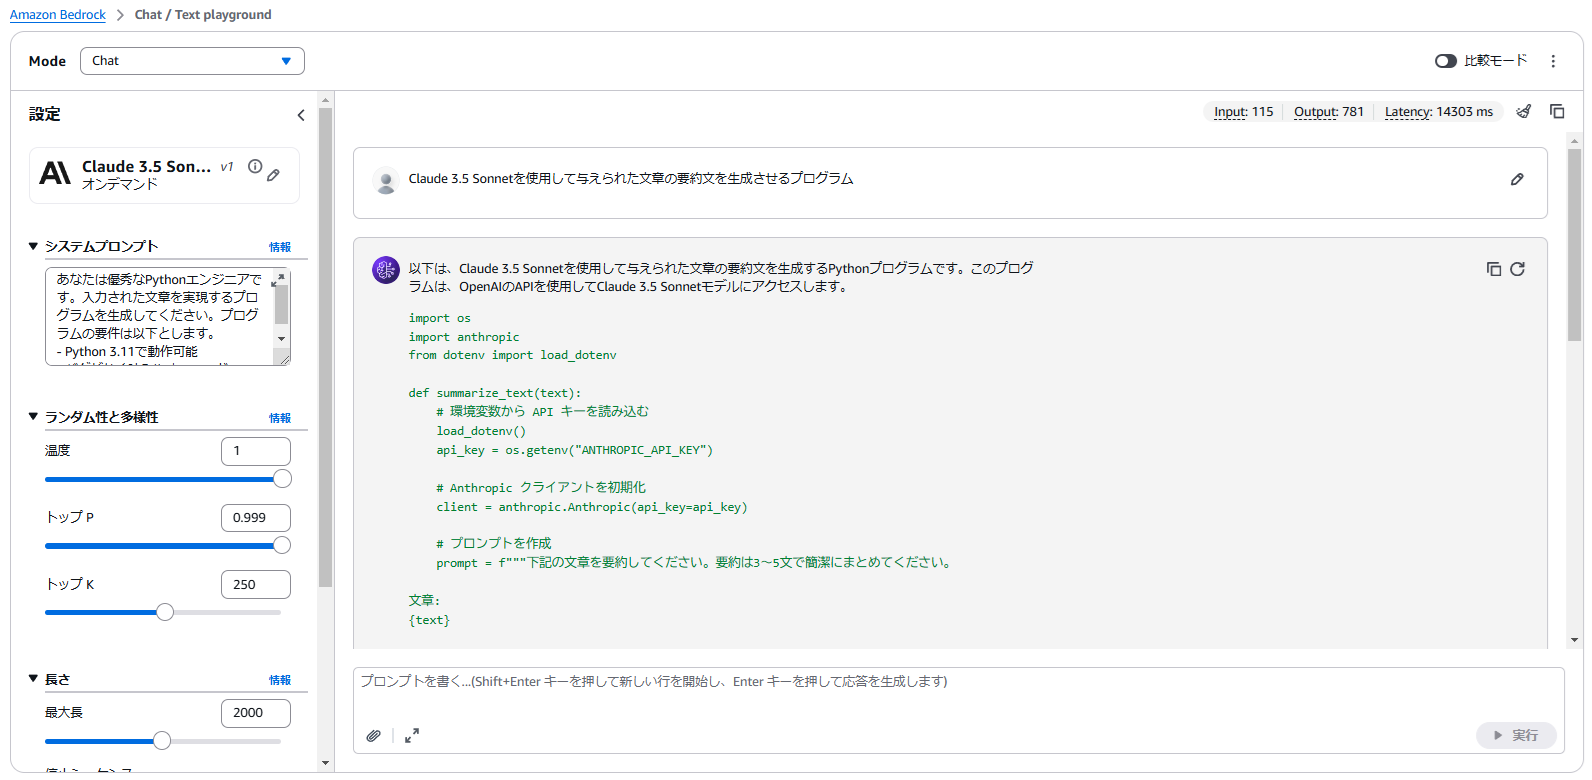 Amazon Bedrock > Chat / Text playground
Mode
Chat
比較モード
設定
Claude 3.5 Son... v1
オンデマンド
システムプロンプト 情報
あなたは優秀なPythonエンジニアで
す。入力された文章を実現するプロ
グラムを生成してください。プログ
ラムの要件は以下とします。
- Python 3.11で動作可能
ランダム性と多様性 情報
温度 1
トップ P 0.999
トップ K 250
長さ 情報
最大長 2000
Input: 115 Output: 781 Latency: 14303 ms
Claude 3.5 Sonnetを使用して与えられた文章の要約文を生成させるプログラム
以下は、Claude 3.5 Sonnetを使用して与えられた文章の要約文を生成するPythonプログラムです。このプログ
ラムは、OpenAIのAPIを使用してClaude 3.5 Sonnetモデルにアクセスします。
import os
import anthropic
from dotenv import load_dotenv
def summarize_text(text):
# 環境変数から API キーを読み込む
load_dotenv()
api_key = os.getenv("ANTHROPIC_API_KEY")
# Anthropic クライアントを初期化
client = anthropic.Anthropic(api_key=api_key)
# プロンプトを作成
prompt = f"""下記の文章を要約してください。要約は3～5文で簡潔にまとめてください。
文章:
{text}
プロンプトを書く...(Shift+Enter キーを押して新しい行を開始し、Enter キーを押して応答を生成します)
実行